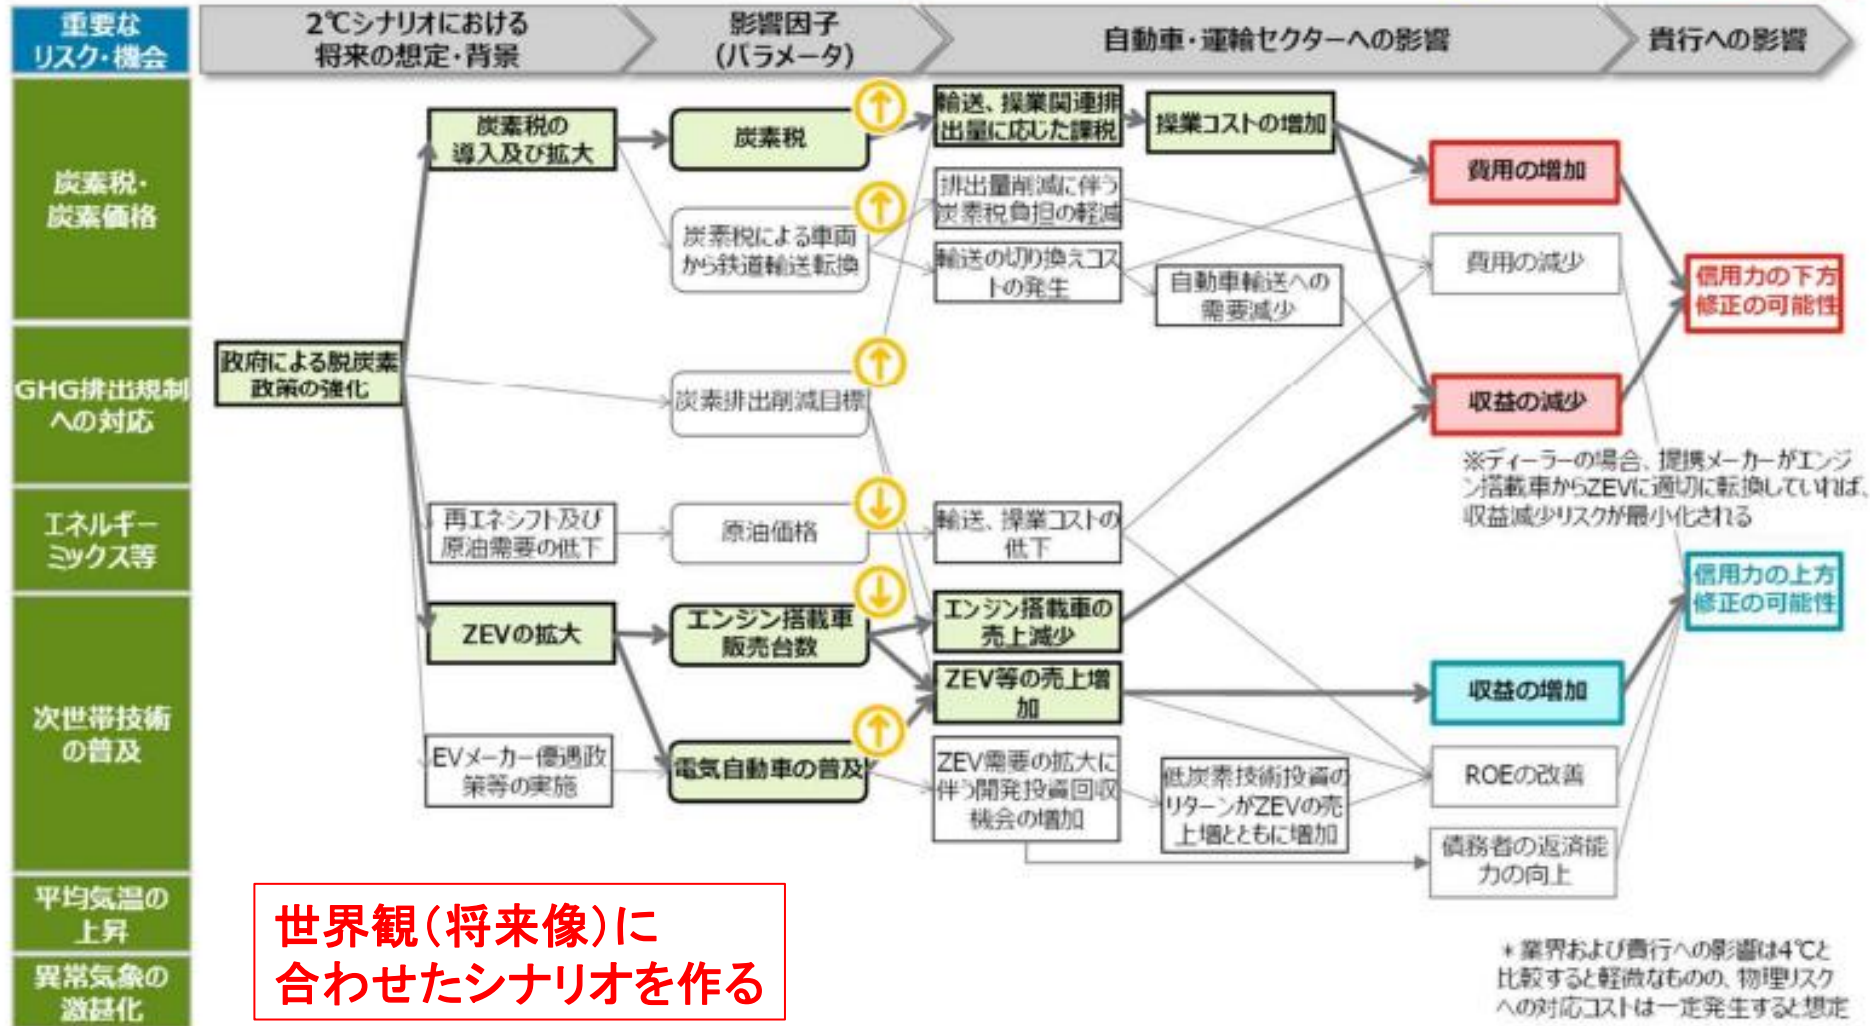 重要な
リスク・機会
2℃シナリオにおける
将来の想定・背景
影響因子
(パラメータ)
自動車・運輸セクターへの影響
貴行への影響
炭素税・
炭素価格
GHG排出規制
への対応
エネルギー
ミックス等
次世帯技術
の普及
平均気温の
上昇
異常気象の
激甚化
政府による脱炭素
政策の強化
炭素税の
導入及び拡大
再エネシフト及び
原油需要の低下
ZEVの拡大
EVメーカー優遇政
策等の実施
炭素税
炭素税による車両
から鉄道輸送転換
炭素排出削減目標
原油価格
エンジン搭載車
販売台数
電気自動車の普及
輸送、操業関連排
出量に応じた課税
操業コストの増加
排出量削減に伴う
炭素税負担の軽減
輸送の切り換えコス
トの発生
自動車輸送への
需要減少
輸送、操業コストの
低下
エンジン搭載車の
売上減少
ZEV等の売上増
加
ZEV需要の拡大に
伴う開発投資回収
機会の増加
低炭素技術投資の
リターンがZEVの売
上増とともに増加
費用の増加
費用の減少
収益の減少
※ディーラーの場合、提携メーカーがエンジ
ン搭載車からZEVに適切に転換していれば、
収益減少リスクが最小化される
収益の増加
ROEの改善
債務者の返済能
力の向上
信用力の下方
修正の可能性
信用力の上方
修正の可能性
世界観（将来像）に
合わせたシナリオを作る
＊業界および貴行への影響は4℃と
比較すると軽微なものの、物理リスク
への対応コストは一定発生すると想定